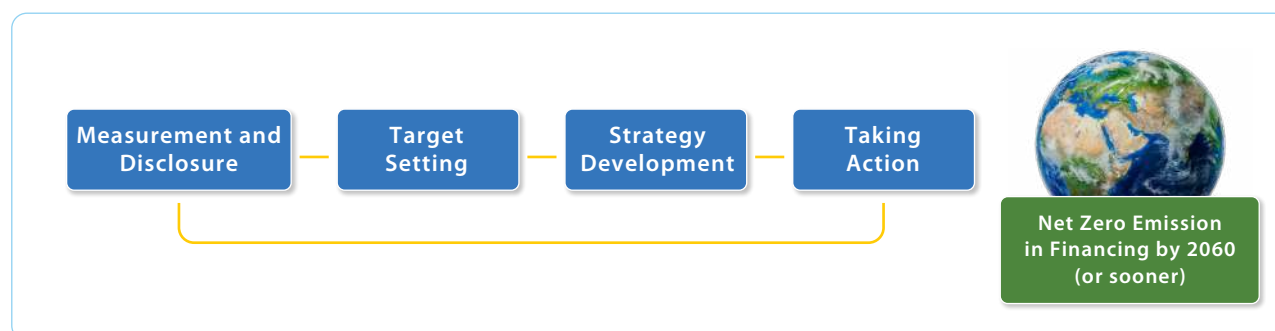 Measurement and
Disclosure
Target
Setting
Strategy
Development
Taking
Action
Net Zero Emission
in Financing by 2060
(or sooner)